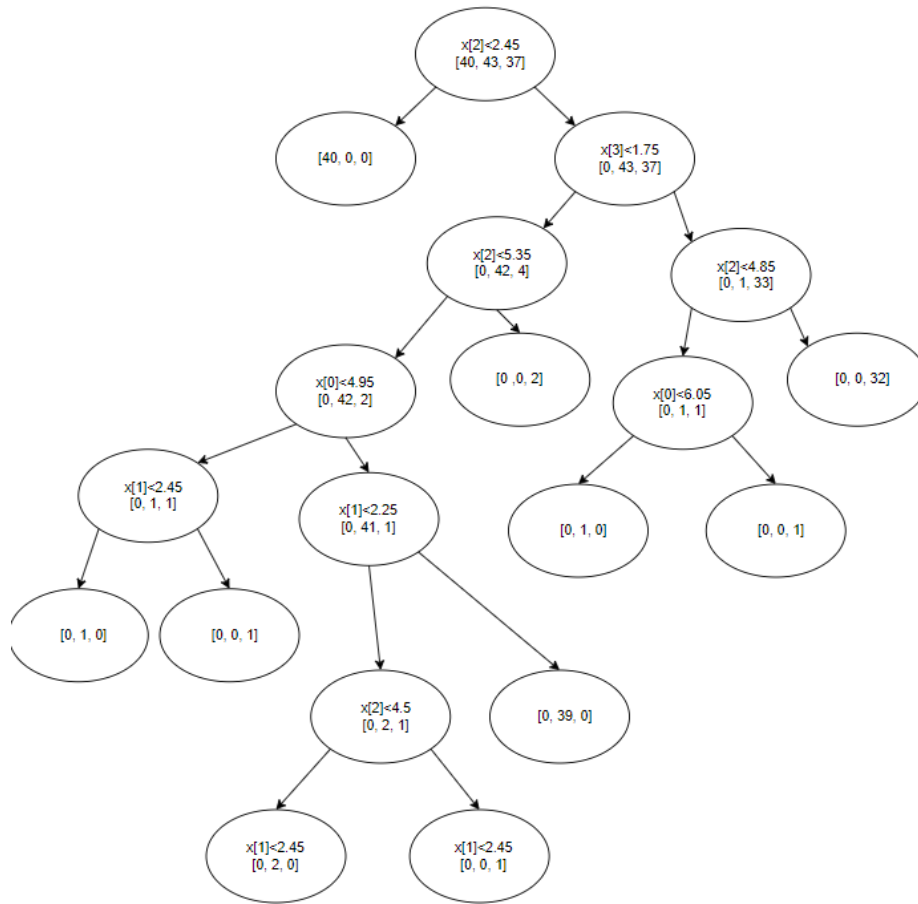 x[2]<2.45
[40, 43, 37]
[40, 0, 0]
x[3]<1.75
[0, 43, 37]
x[2]<5.35
[0, 42, 4]
x[2]<4.85
[0, 1, 33]
x[0]<4.95
[0, 42, 2]
[0 ,0, 2]
x[0]<6.05
[0, 1, 1]
[0, 0, 32]
x[1]<2.45
[0, 1, 1]
x[1]<2.25
[0, 41, 1]
[0, 1, 0]
[0, 0, 1]
[0, 1, 0]
[0, 0, 1]
x[2]<4.5
[0, 2, 1]
[0, 39, 0]
x[1]<2.45
[0, 2, 0]
x[1]<2.45
[0, 0, 1]